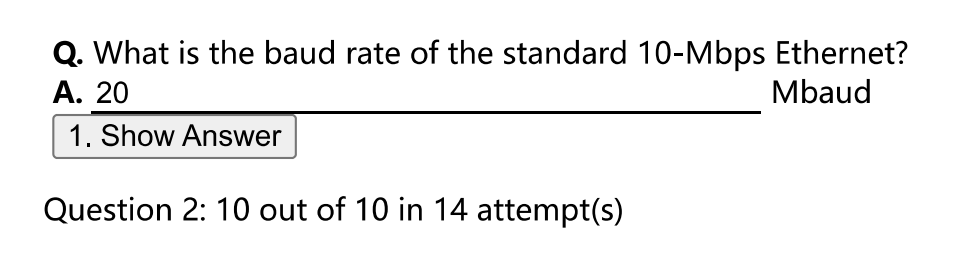 Q. What is the baud rate of the standard 10-Mbps Ethernet?
A. 20 Mbaud
1. Show Answer
Question 2: 10 out of 10 in 14 attempt(s)